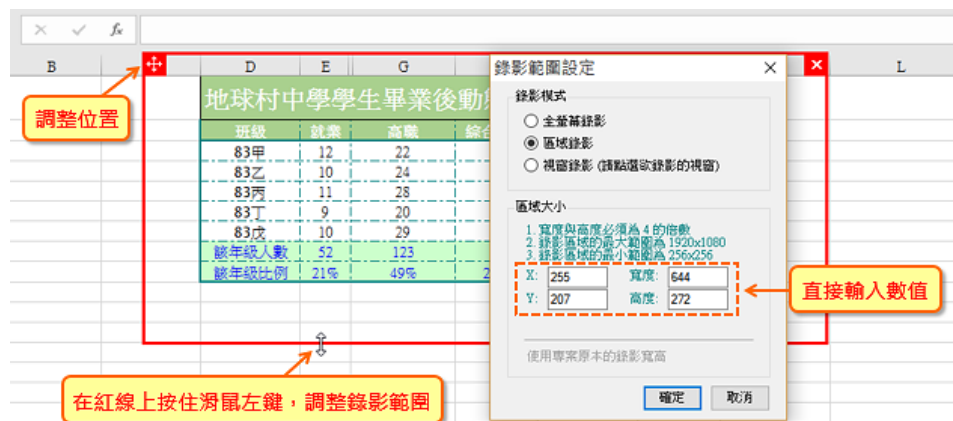 fx
B D E G L
調整位置
地球村中學學生畢業後動
班級 就業 高職 綜合
83甲 12 22
83乙 10 24
83丙 11 28
83丁 9 20
83戊 10 29
該年級人數 52 123
該年級比例 21% 49% 2
錄影範圍設定
錄影模式
全螢幕錄影
區域錄影
視窗錄影 (請點選欲錄影的視窗)
區域大小
1. 寬度與高度必須為 4 的倍數
2. 錄影區域的最大範圍為 1920x1080
3. 錄影區域的最小範圍為 256x256
X: 255 寬度: 644
Y: 207 高度: 272
直接輸入數值
使用專案原本的錄影寬高
確定 取消
在紅線上按住滑鼠左鍵，調整錄影範圍